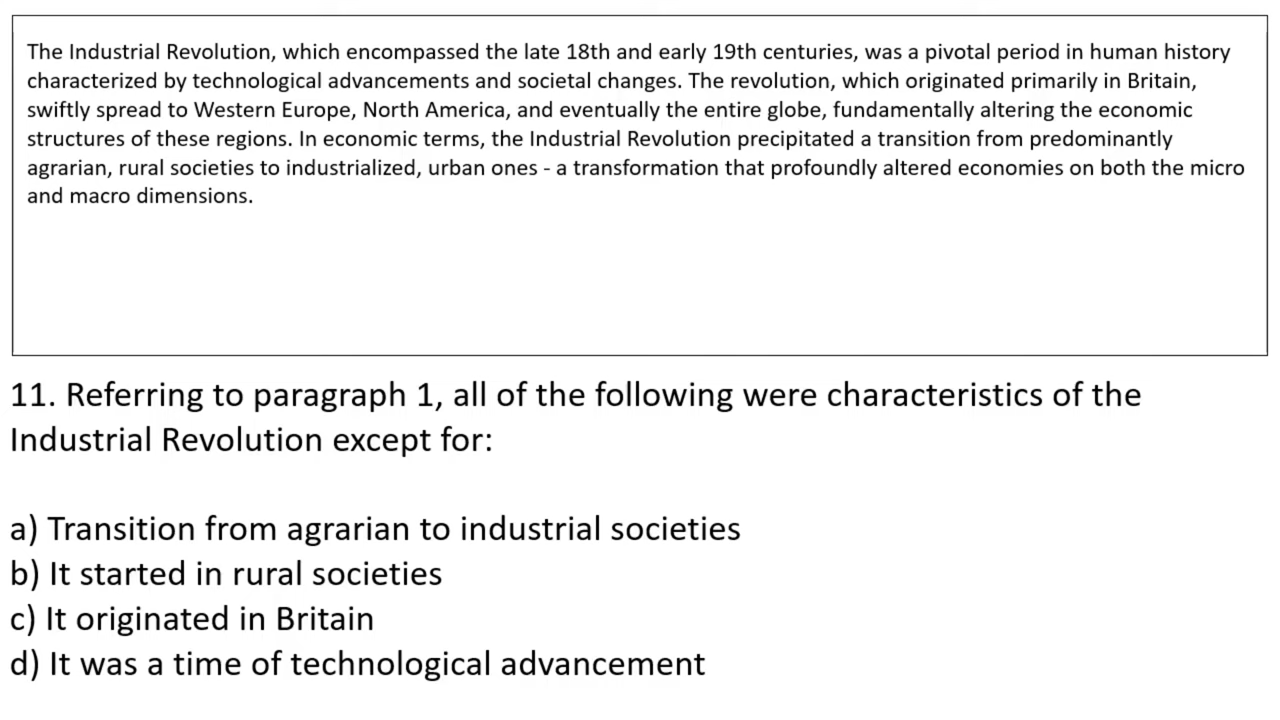 The Industrial Revolution, which encompassed the late 18th and early 19th centuries, was a pivotal period in human history
characterized by technological advancements and societal changes. The revolution, which originated primarily in Britain,
swiftly spread to Western Europe, North America, and eventually the entire globe, fundamentally altering the economic
structures of these regions. In economic terms, the Industrial Revolution precipitated a transition from predominantly
agrarian, rural societies to industrialized, urban ones - a transformation that profoundly altered economies on both the micro
and macro dimensions.
11. Referring to paragraph 1, all of the following were characteristics of the
Industrial Revolution except for:
a) Transition from agrarian to industrial societies
b) It started in rural societies
c) It originated in Britain
d) It was a time of technological advancement